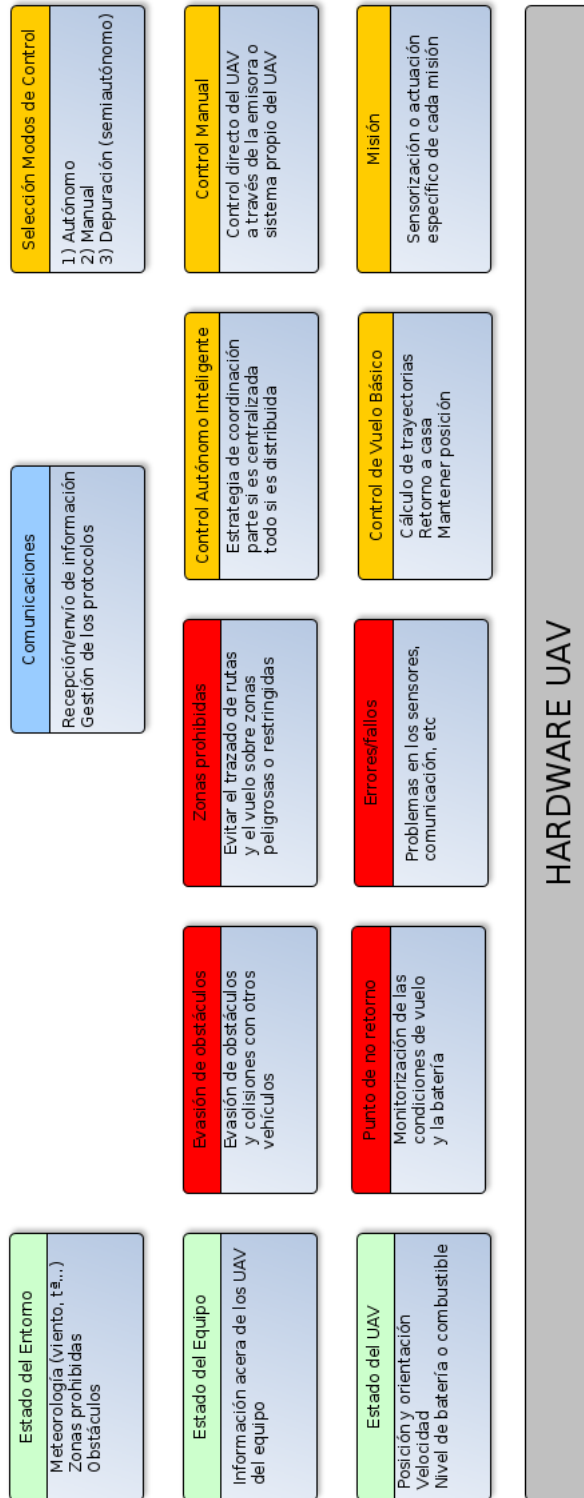 Estado del Entorno
Meteorología (viento, tª...)
Zonas prohibidas
Obstáculos
Comunicaciones
Recepción/envío de información
Gestión de los protocolos
Selección Modos de Control
1) Autónomo
2) Manual
3) Depuración (semiautónomo)
Estado del Equipo
Información acera de los UAV
del equipo
Evasión de obstáculos
Evasión de obstáculos
y colisiones con otros
vehículos
Zonas prohibidas
Evitar el trazado de rutas
y el vuelo sobre zonas
peligrosas o restringidas
Control Autónomo Inteligente
Estrategia de coordinación
parte si es centralizada
todo si es distribuida
Control Manual
Control directo del UAV
a través de la emisora o
sistema propio del UAV
Estado del UAV
Posición y orientación
Velocidad
Nivel de batería o combustible
Punto de no retorno
Monitorización de las
condiciones de vuelo
y la batería
Errores/fallos
Problemas en los sensores,
comunicación, etc
Control de Vuelo Básico
Cálculo de trayectorias
Retorno a casa
Mantener posición
Misión
Sensorización o actuación
específico de cada misión
HARDWARE UAV